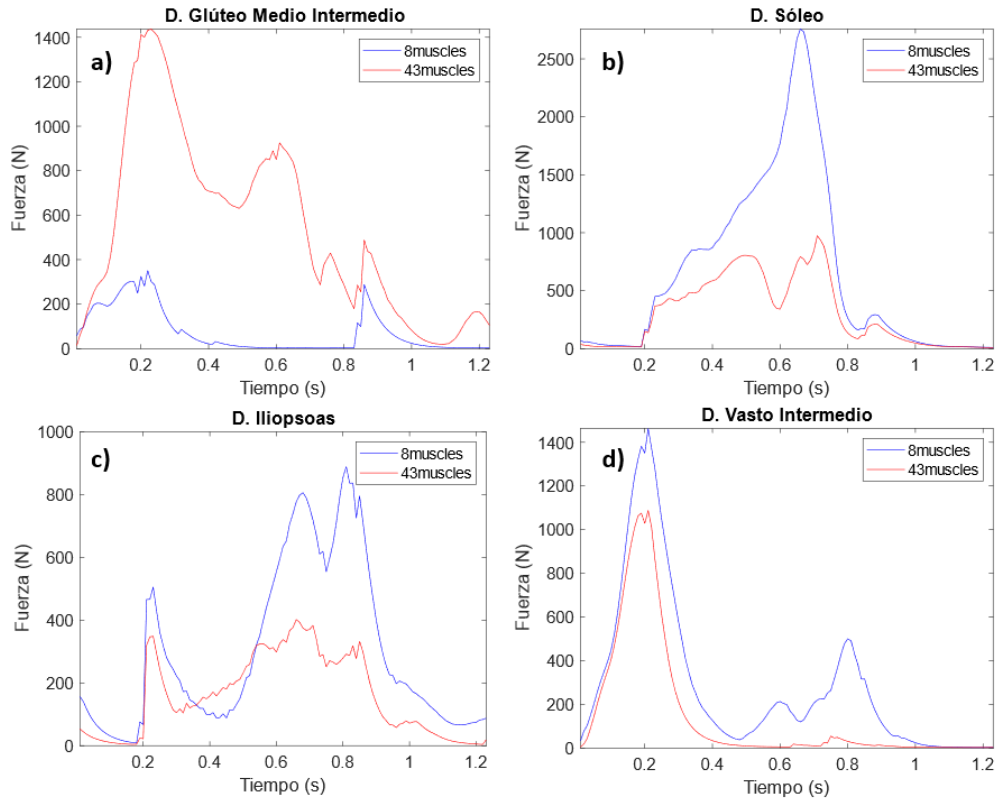 D. Glúteo Medio Intermedio
a)
8muscles
43muscles
Fuerza (N)
1400
1200
1000
800
600
400
200
0
0.2 0.4 0.6 0.8 1 1.2
Tiempo (s)
D. Sóleo
b)
8muscles
43muscles
Fuerza (N)
2500
2000
1500
1000
500
0
0.2 0.4 0.6 0.8 1 1.2
Tiempo (s)
D. Iliopsoas
c)
8muscles
43muscles
Fuerza (N)
1000
800
600
400
200
0
0.2 0.4 0.6 0.8 1 1.2
Tiempo (s)
D. Vasto Intermedio
d)
8muscles
43muscles
Fuerza (N)
1400
1200
1000
800
600
400
200
0
0.2 0.4 0.6 0.8 1 1.2
Tiempo (s)